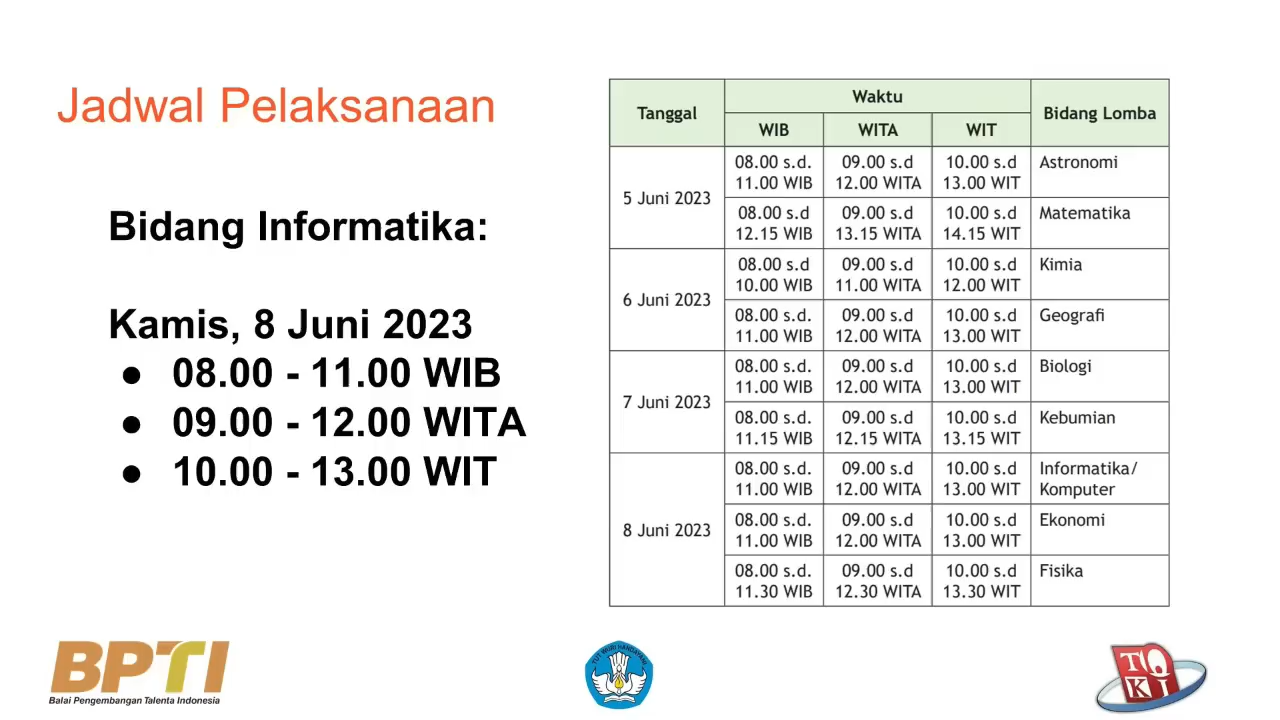 Jadwal Pelaksanaan
Bidang Informatika:
Kamis, 8 Juni 2023
● 08.00 - 11.00 WIB
● 09.00 - 12.00 WITA
● 10.00 - 13.00 WIT
Tanggal
Waktu
Bidang Lomba
WIB WITA WIT
5 Juni 2023
08.00 s.d. 09.00 s.d 10.00 s.d Astronomi
11.00 WIB 12.00 WITA 13.00 WIT
08.00 s.d 09.00 s.d 10.00 s.d Matematika
12.15 WIB 13.15 WITA 14.15 WIT
6 Juni 2023
08.00 s.d 09.00 s.d 10.00 s.d Kimia
10.00 WIB 11.00 WITA 12.00 WIT
08.00 s.d. 09.00 s.d 10.00 s.d Geografi
11.00 WIB 12.00 WITA 13.00 WIT
7 Juni 2023
08.00 s.d. 09.00 s.d 10.00 s.d Biologi
11.00 WIB 12.00 WITA 13.00 WIT
08.00 s.d. 09.00 s.d 10.00 s.d Kebumian
11.15 WIB 12.15 WITA 13.15 WIT
8 Juni 2023
08.00 s.d. 09.00 s.d 10.00 s.d Informatika/
11.00 WIB 12.00 WITA 13.00 WIT Komputer
08.00 s.d. 09.00 s.d 10.00 s.d Ekonomi
11.00 WIB 12.00 WITA 13.00 WIT
08.00 s.d. 09.00 s.d 10.00 s.d Fisika
11.30 WIB 12.30 WITA 13.30 WIT
BPTI
Balai Pengembangan Talenta Indonesia
TUT WURI HANDAYANI
TOKI